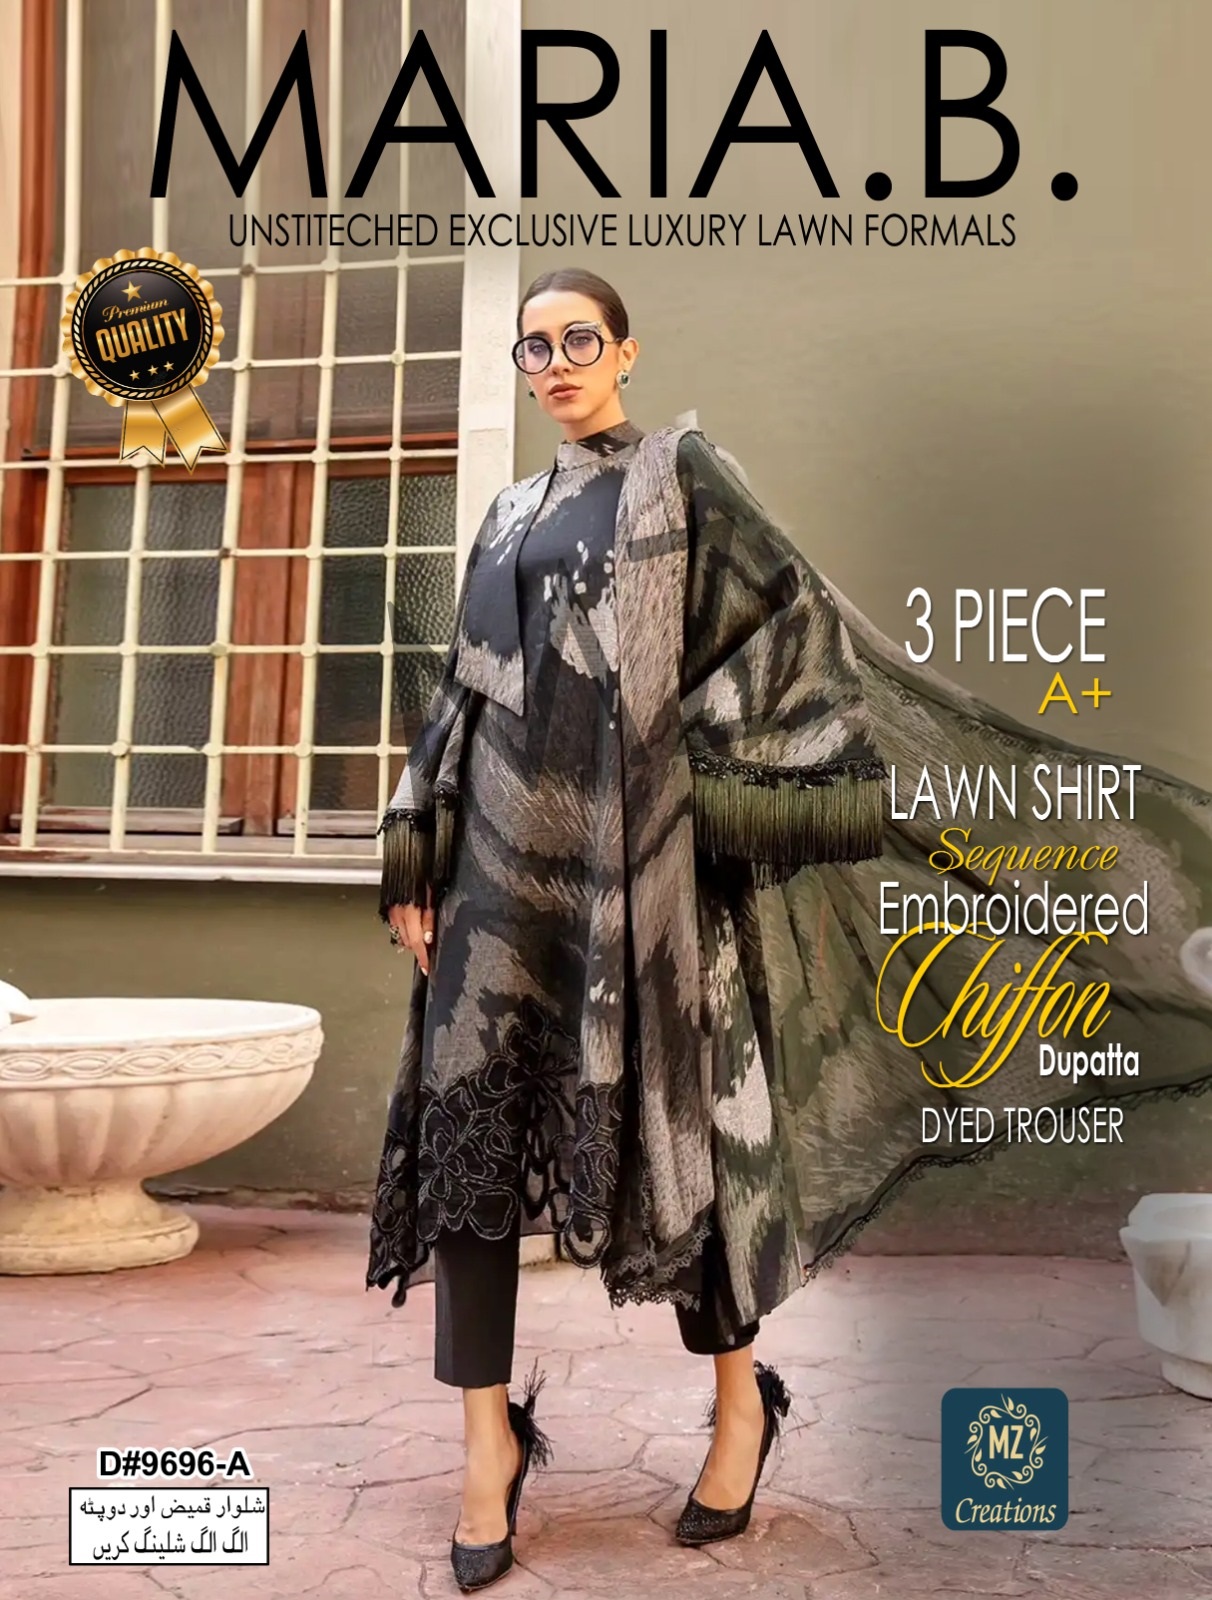 MARIA.B.
UNSTITECHED EXCLUSIVE LUXURY LAWN FORMALS
Premium
QUALITY
3 PIECE
A+
LAWN SHIRT
Sequence
Embroidered
Chiffon
Dupatta
DYED TROUSER
D#9696-A
شلوار قمیض اور دوپٹہ
الگ الگ شلینگ کریں
MZ
Creations